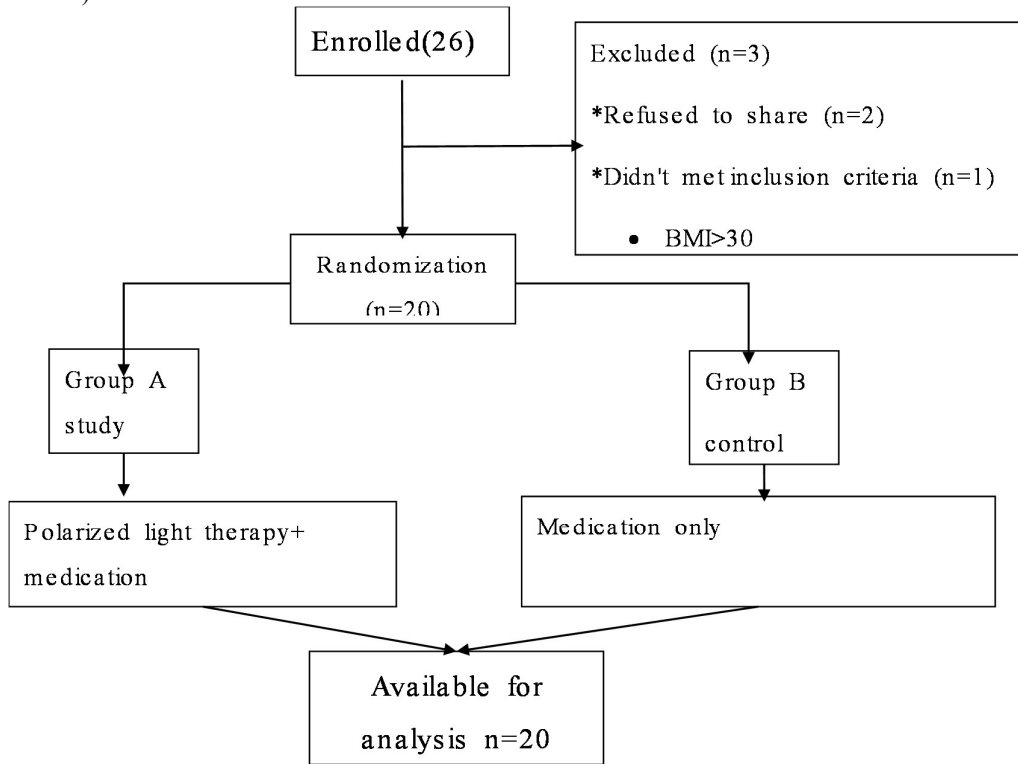 Enrolled(26)
Excluded (n=3)
*Refused to share (n=2)
*Didn't met inclusion criteria (n=1)
• BMI>30
Randomization
(n=20)
Group A
study
Group B
control
Polarized light therapy+
medication
Medication only
Available for
analysis n=20